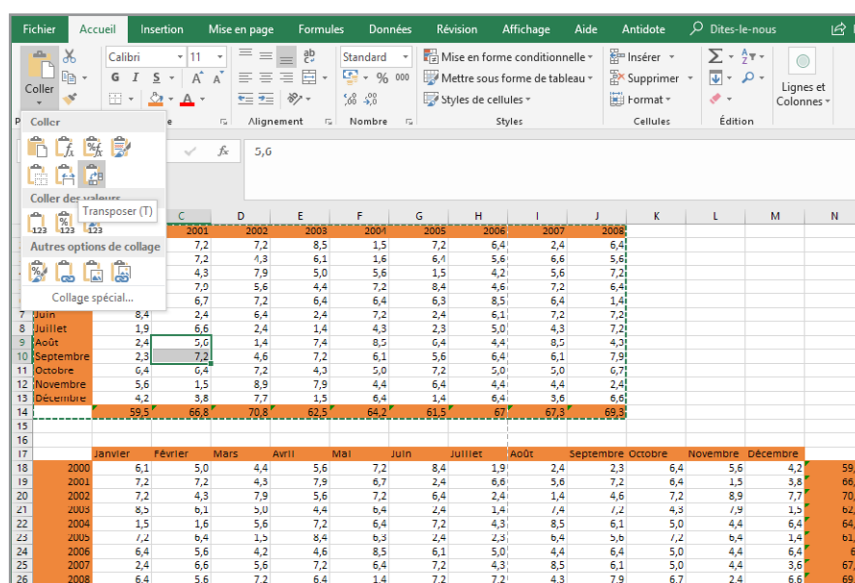 Fichier Accueil Insertion Mise en page Formules Données Révision Affichage Aide Antidote Dites-le-nous
Calibri 11 Standard Mise en forme conditionnelle Insérer
Coller G I S A A % 000 Mettre sous forme de tableau Supprimer Lignes et
A Styles de cellules Format Colonnes
Coller Alignement Nombre Styles Cellules Édition
fx 5,6
Coller des valeurs
Transposer (T)
Autres options de collage
Collage spécial...
C D E F G H I J K L M N
2001 2002 2003 2004 2005 2006 2007 2008
7,2 7,2 8,5 1,5 7,2 6,4 2,4 6,4
7,2 4,3 6,1 1,6 6,4 5,6 6,6 5,6
4,3 7,9 5,0 5,6 1,5 4,2 5,6 7,2
7,9 5,6 4,4 7,2 8,4 4,6 7,2 6,4
6,7 7,2 6,4 6,4 6,3 8,5 6,4 1,4
7 Juin 8,4 2,4 6,4 2,4 7,2 2,4 6,1 7,2 7,2
8 Juillet 1,9 6,6 2,4 1,4 4,3 2,3 5,0 4,3 7,2
9 Août 2,4 5,6 1,4 7,4 8,5 6,4 4,4 8,5 4,3
10 Septembre 2,3 7,2 4,6 7,2 6,1 5,6 6,4 6,1 7,9
11 Octobre 6,4 6,4 7,2 4,3 5,0 7,2 5,0 5,0 6,7
12 Novembre 5,6 1,5 8,9 7,9 4,4 6,4 4,4 4,4 2,4
13 Décembre 4,2 3,8 7,7 1,5 6,4 1,4 6,4 3,6 6,6
14 59,5 66,8 70,8 62,5 64,2 61,5 67 67,3 69,3
15
16
17 Janvier Février Mars Avril Mai Juin Juillet Août Septembre Octobre Novembre Décembre
18 2000 6,1 5,0 4,4 5,6 7,2 8,4 1,9 2,4 2,3 6,4 5,6 4,2 59,
19 2001 7,2 7,2 4,3 7,9 6,7 2,4 6,6 5,6 7,2 6,4 1,5 3,8 66,
20 2002 7,2 4,3 7,9 5,6 7,2 6,4 2,4 1,4 4,6 7,2 8,9 7,7 70,
21 2003 8,5 6,1 5,0 4,4 6,4 2,4 1,4 7,4 7,2 4,3 7,9 1,5 62,
22 2004 1,5 1,6 5,6 7,2 6,4 7,2 4,3 8,5 6,1 5,0 4,4 6,4 64,
23 2005 7,2 6,4 1,5 8,4 6,3 2,4 2,3 6,4 5,6 7,2 6,4 1,4 61,
24 2006 6,4 5,6 4,2 4,6 8,5 6,1 5,0 4,4 6,4 5,0 4,4 6,4 6
25 2007 2,4 6,6 5,6 7,2 6,4 7,2 4,3 8,5 6,1 5,0 4,4 3,6 67,
26 2008 6,4 5,6 7,2 6,4 1,4 7,2 7,2 4,3 7,9 6,7 2,4 6,6 69